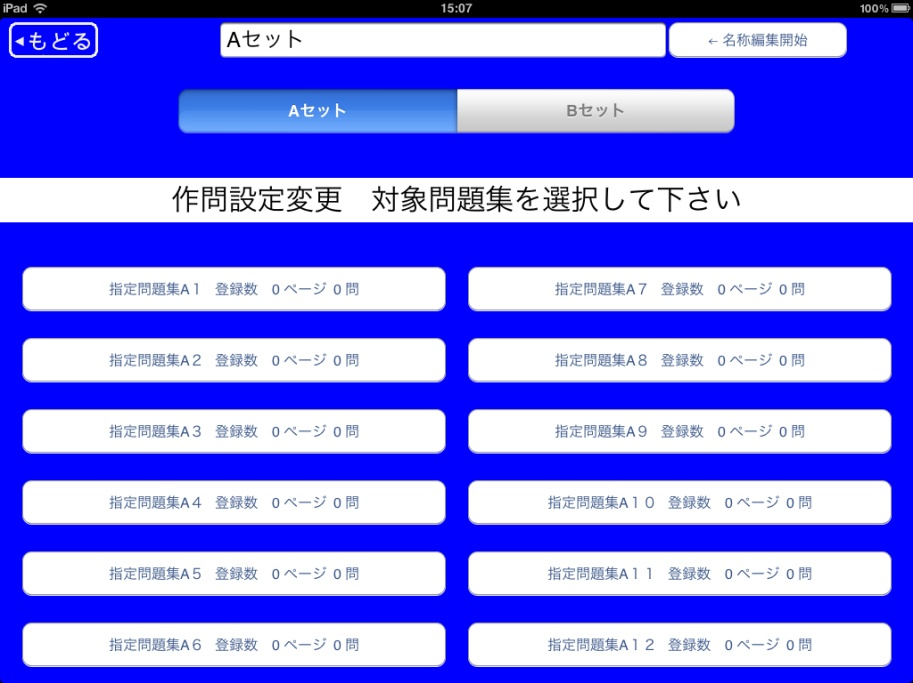 iPad 15:07 100%
◀もどる Aセット ←名称編集開始
Aセット Bセット
作問設定変更　対象問題集を選択して下さい
指定問題集A１　登録数　０ページ ０問
指定問題集A７　登録数　０ページ ０問
指定問題集A２　登録数　０ページ ０問
指定問題集A８　登録数　０ページ ０問
指定問題集A３　登録数　０ページ ０問
指定問題集A９　登録数　０ページ ０問
指定問題集A４　登録数　０ページ ０問
指定問題集A１０　登録数　０ページ ０問
指定問題集A５　登録数　０ページ ０問
指定問題集A１１　登録数　０ページ ０問
指定問題集A６　登録数　０ページ ０問
指定問題集A１２　登録数　０ページ ０問